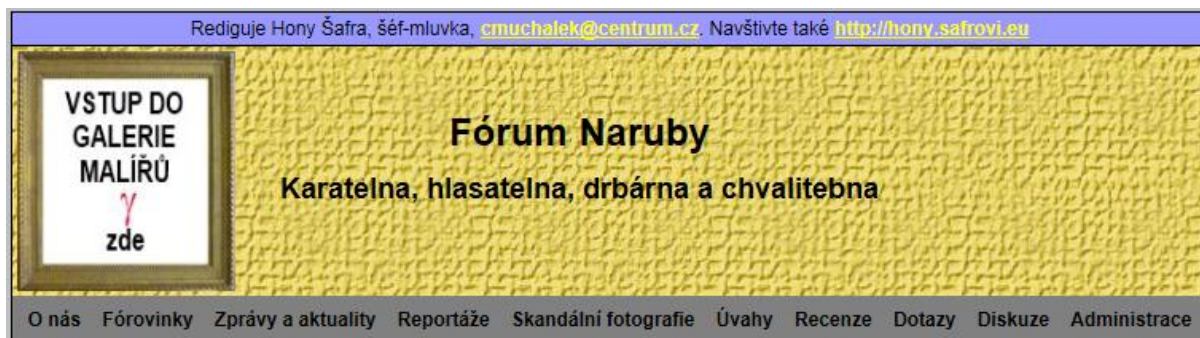 Rediguje Hony Šafra, šéf-mluvka, cmuchalek@centrum.cz. Navštivte také http://hony.safrovi.eu
VSTUP DO
GALERIE
MALÍŘŮ
γ
zde
Fórum Naruby
Karatelna, hlasatelna, drbárna a chvalitebna
O nás Fórovinky Zprávy a aktuality Reportáže Skandální fotografie Úvahy Recenze Dotazy Diskuze Administrace